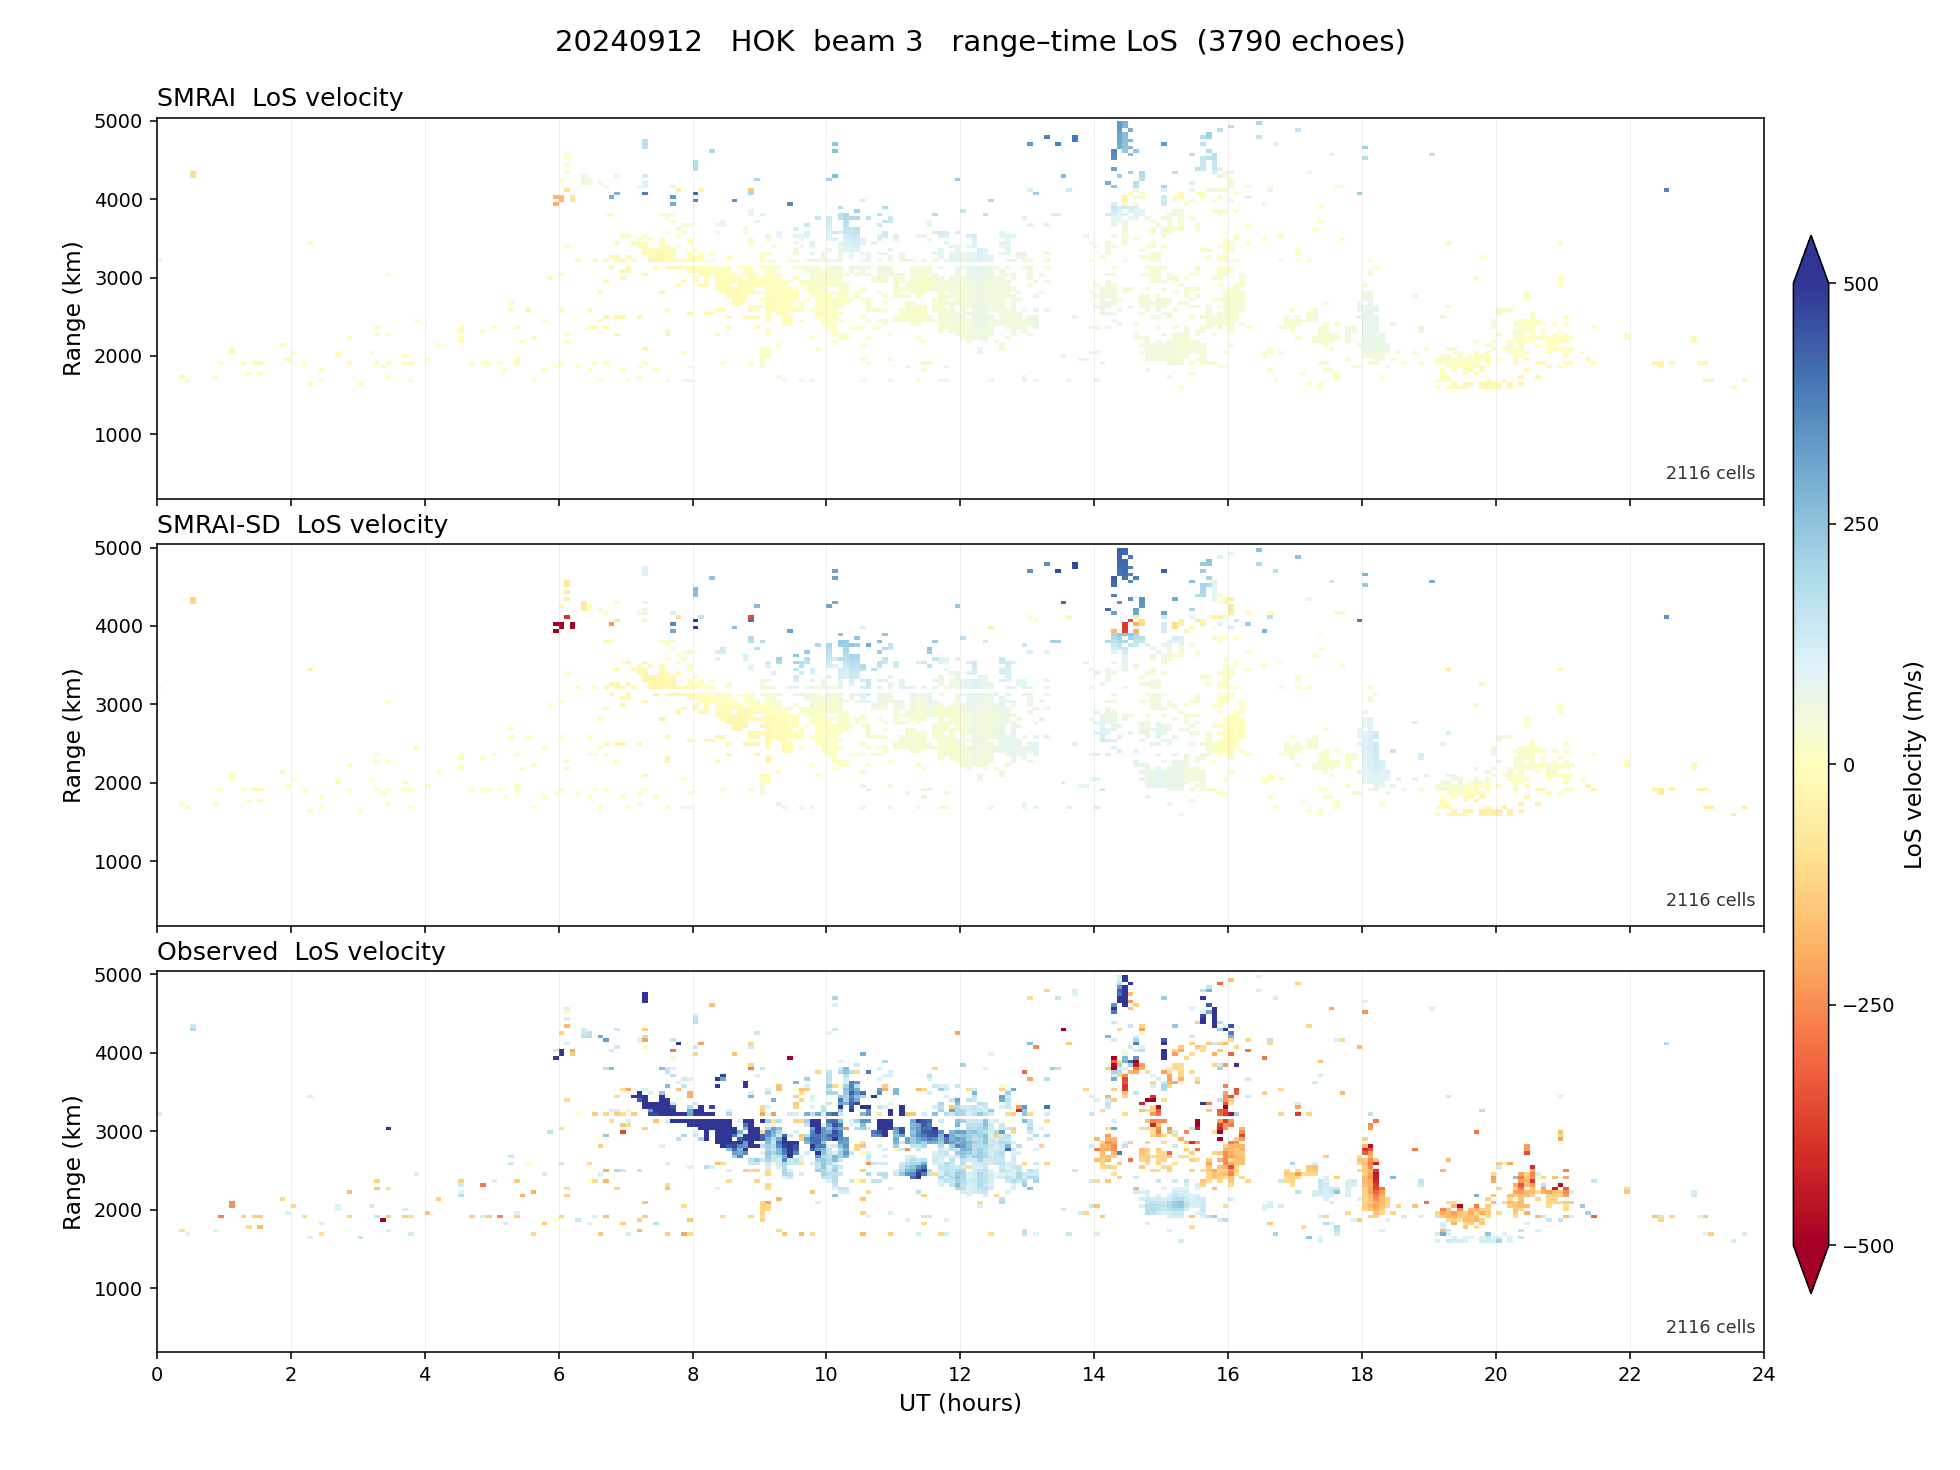 20240912   HOK  beam 3   range–time LoS  (3790 echoes)
SMRAI  LoS velocity
5000
4000
3000
2000
1000
Range (km)
2116 cells
SMRAI-SD  LoS velocity
5000
4000
3000
2000
1000
Range (km)
2116 cells
Observed  LoS velocity
5000
4000
3000
2000
1000
Range (km)
2116 cells
0 2 4 6 8 10 12 14 16 18 20 22 24
UT (hours)
500
250
0
−250
−500
LoS velocity (m/s)